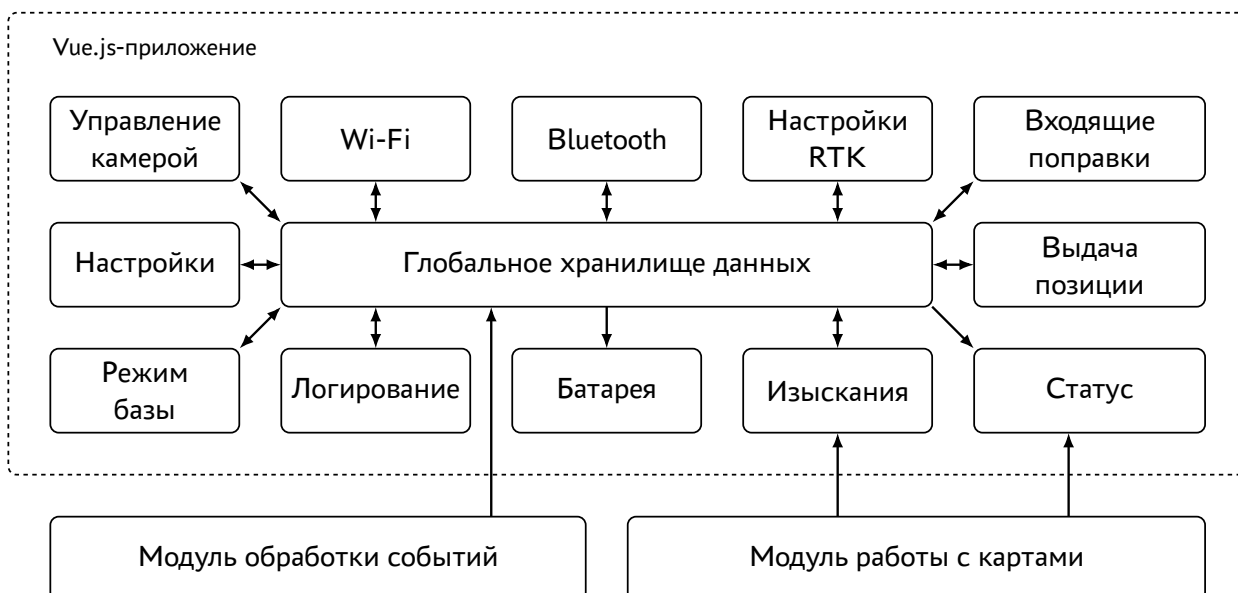 Vue.js-приложение
Управление
камерой
Wi-Fi
Bluetooth
Настройки
RTK
Входящие
поправки
Настройки
Глобальное хранилище данных
Выдача
позиции
Режим
базы
Логирование
Батарея
Изыскания
Статус
Модуль обработки событий
Модуль работы с картами